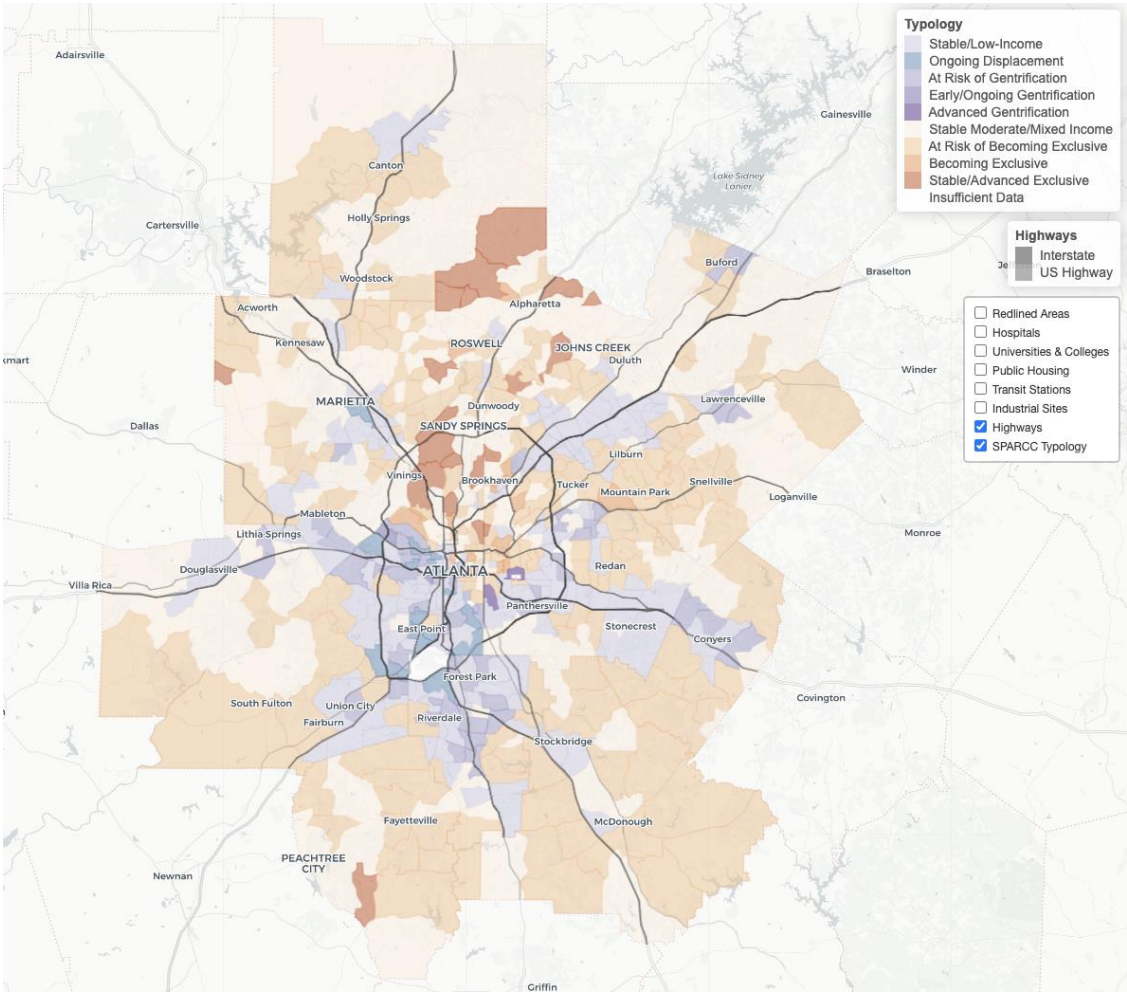 Typology
Stable/Low-Income
Ongoing Displacement
At Risk of Gentrification
Early/Ongoing Gentrification
Advanced Gentrification
Stable Moderate/Mixed Income
At Risk of Becoming Exclusive
Becoming Exclusive
Stable/Advanced Exclusive
Insufficient Data
Highways
Interstate
US Highway
Redlined Areas
Hospitals
Universities & Colleges
Public Housing
Transit Stations
Industrial Sites
Highways
SPARCC Typology
Adairsville
Gainesville
Canton
Lake Sidney
Lanier
Cartersville
Holly Springs
Buford
Braselton
Woodstock
Acworth
Alpharetta
Kennesaw
ROSWELL
JOHNS CREEK
Duluth
kmart
Winder
MARIETTA
Dunwoody
Lawrenceville
Dallas
SANDY SPRINGS
Lilburn
Vinings
Brookhaven
Tucker
Mountain Park
Snellville
Loganville
Mableton
Lithia Springs
Monroe
Douglasville
ATLANTA
Redan
Villa Rica
Panthersville
East Point
Stonecrest
Conyers
Forest Park
Covington
South Fulton
Union City
Fairburn
Riverdale
Stockbridge
Fayetteville
McDonough
PEACHTREE
CITY
Newnan
Griffin